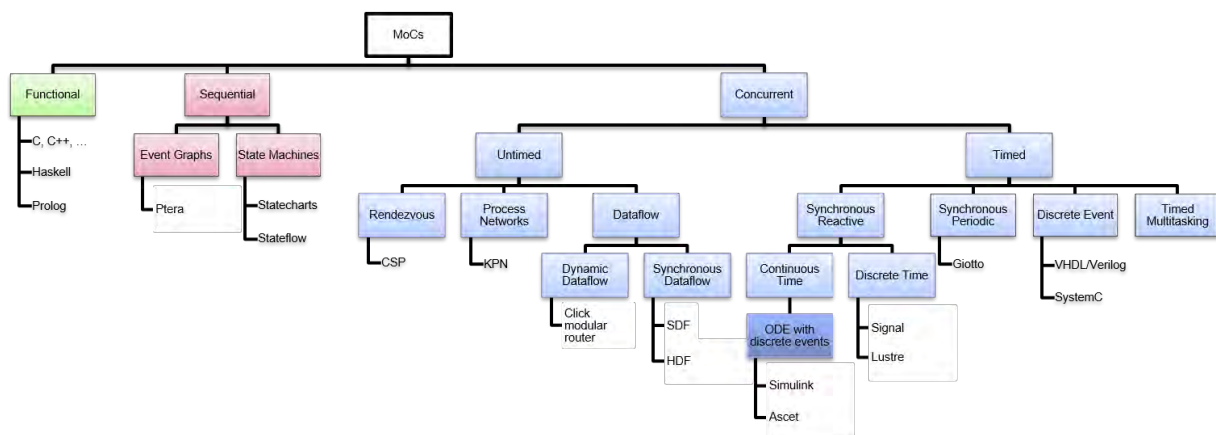 MoCs
Functional
Sequential
Concurrent
C, C++, ...
Haskell
Prolog
Event Graphs
State Machines
Ptera
Statecharts
Stateflow
Untimed
Timed
Rendezvous
Process
Networks
Dataflow
Synchronous
Reactive
Synchronous
Periodic
Discrete Event
Timed
Multitasking
CSP
KPN
Dynamic
Dataflow
Synchronous
Dataflow
Continuous
Time
Discrete Time
Giotto
VHDL/Verilog
SystemC
Click
modular
router
SDF
HDF
ODE with
discrete events
Signal
Lustre
Simulink
Ascet